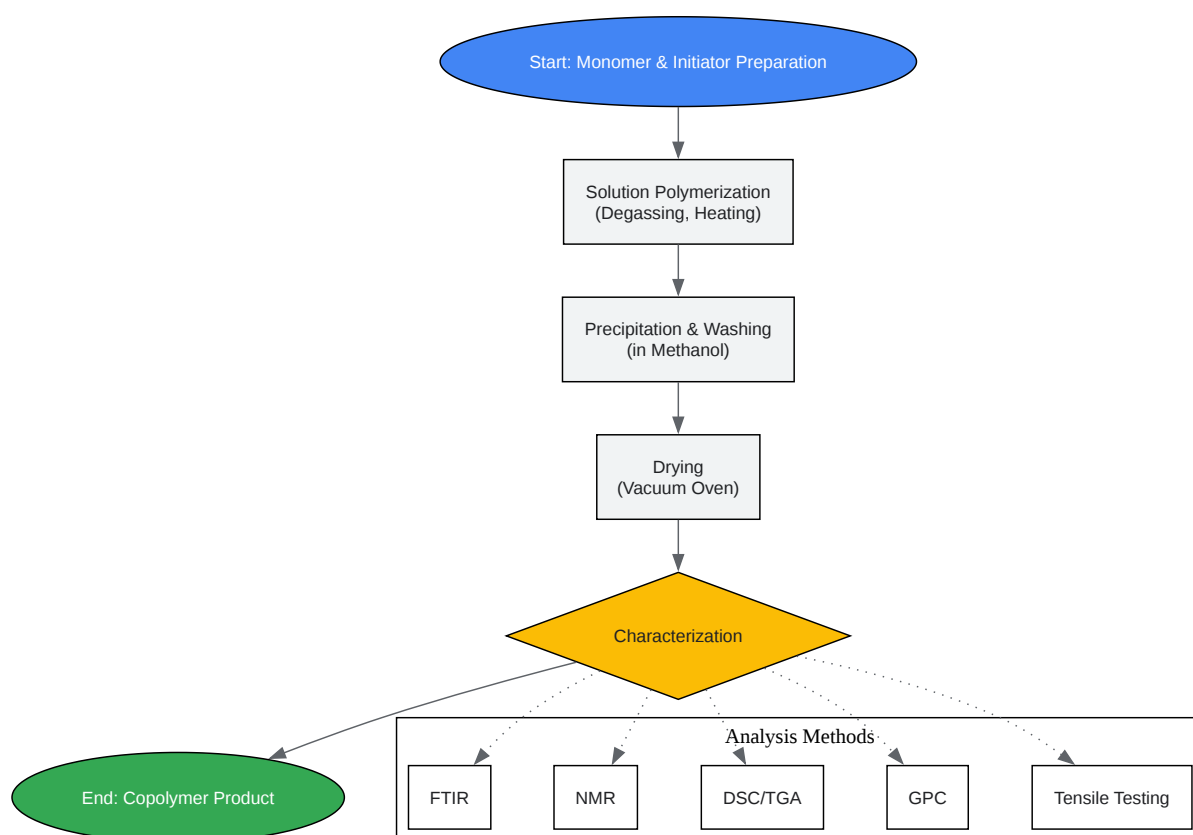 Start: Monomer & Initiator Preparation
Solution Polymerization
(Degassing, Heating)
Precipitation & Washing
(in Methanol)
Drying
(Vacuum Oven)
Characterization
Analysis Methods
End: Copolymer Product
FTIR
NMR
DSC/TGA
GPC
Tensile Testing